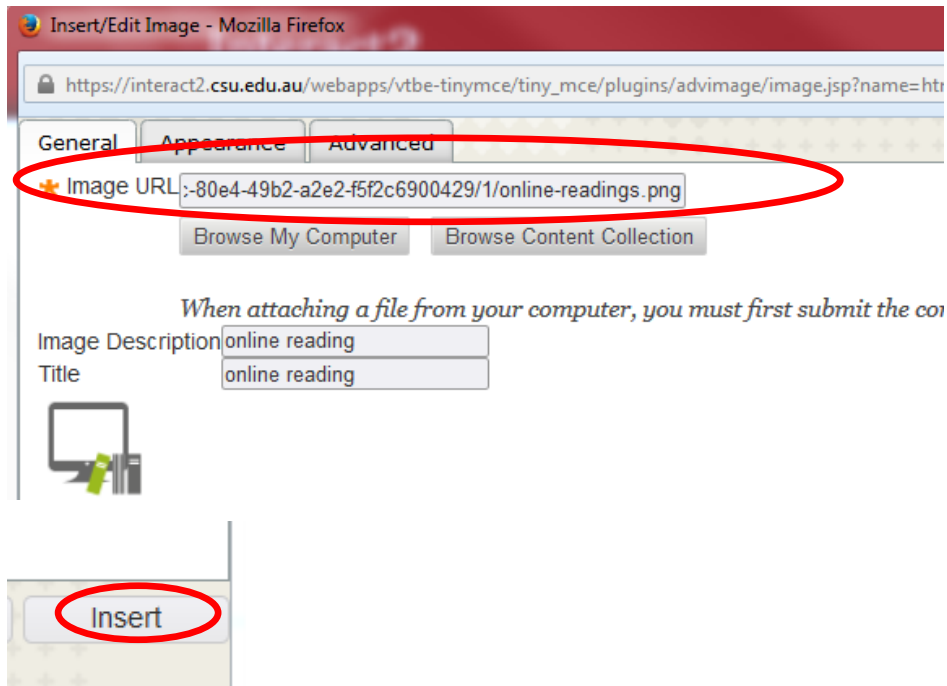 Insert/Edit Image - Mozilla Firefox
https://interact2.csu.edu.au/webapps/vtbe-tinymce/tiny_mce/plugins/advimage/image.jsp?name=htm
General Appearance Advanced
Image URL :-80e4-49b2-a2e2-f5f2c6900429/1/online-readings.png
Browse My Computer Browse Content Collection
When attaching a file from your computer, you must first submit the
Image Description online reading
Title online reading
Insert